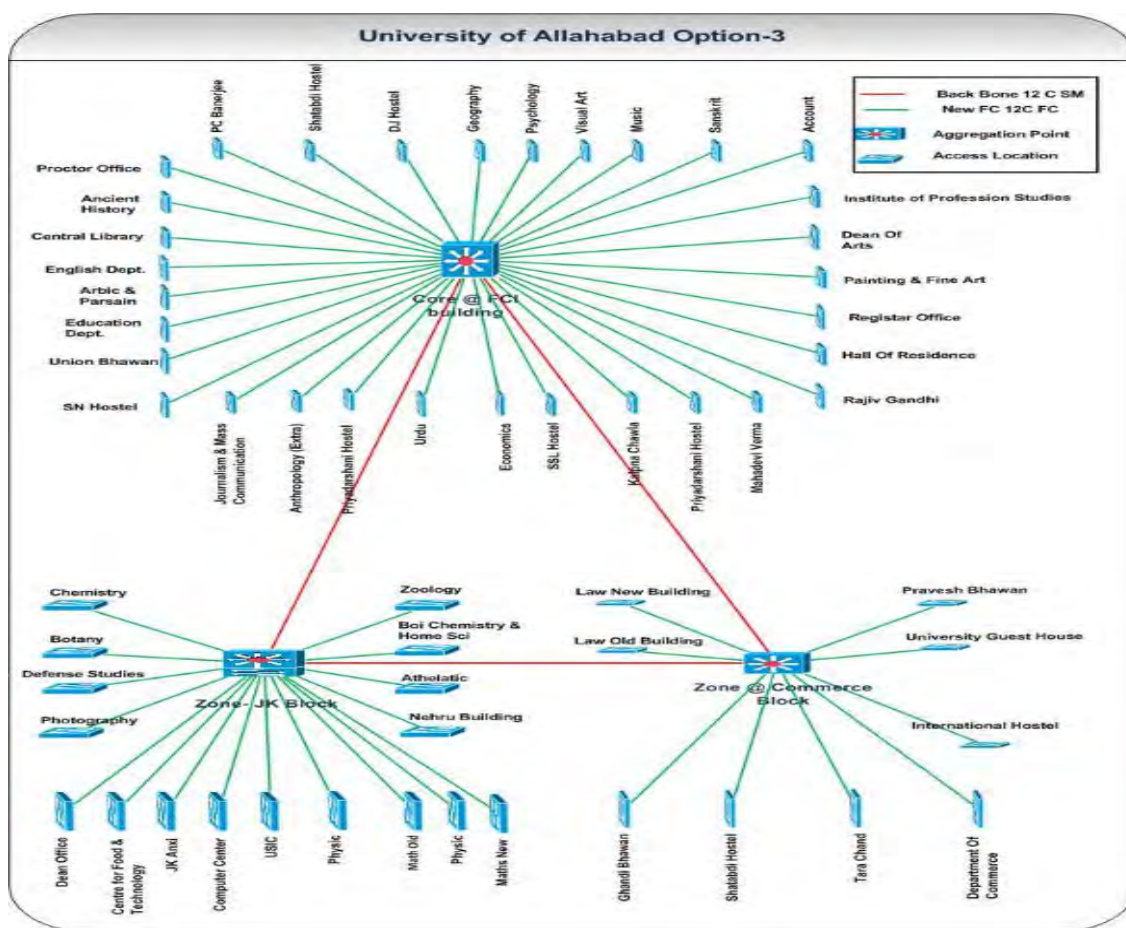 University of Allahabad Option-3
Back Bone 12 C SM
New FC 12C FC
Aggregation Point
Access Location
PC Banerjee
Shatabdi Hostel
DJ Hostel
Geography
Psychology
Visual Art
Music
Sanskrit
Account
Proctor Office
Ancient
History
Central Library
English Dept.
Arbic &
Parsain
Education
Dept.
Union Bhawan
SN Hostel
Institute of Profession Studies
Dean Of
Arts
Painting & Fine Art
Registar Office
Hall Of Residence
Rajiv Gandhi
Core @ FCI
building
Journalism & Mass
Communication
Anthropology (Extra)
Priyadarshani Hostel
Urdu
Economics
SSL Hostel
Kalpna Chawla
Priyadarshani Hostel
Mahadevi Verma
Chemistry
Botany
Defense Studies
Photography
Zoology
Boi Chemistry &
Home Sci
Athelatic
Nehru Building
Zone- JK Block
Law New Building
Law Old Building
Pravesh Bhawan
University Guest House
International Hostel
Zone @ Commerce
Block
Dean Office
Centre for Food &
Technology
JK Anxl
Computer Center
USIC
Physic
Math Old
Physic
Maths New
Ghandi Bhawan
Shatabdi Hostel
Tara Chand
Department Of
Commerce